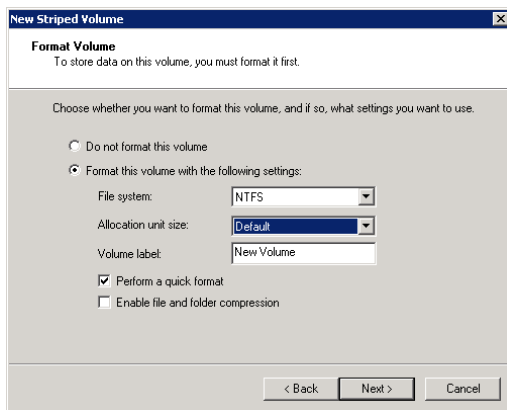 New Striped Volume
Format Volume
To store data on this volume, you must format it first.
Choose whether you want to format this volume, and if so, what settings you want to use.
Do not format this volume
Format this volume with the following settings:
File system: NTFS
Allocation unit size: Default
Volume label: New Volume
Perform a quick format
Enable file and folder compression
< Back Next > Cancel